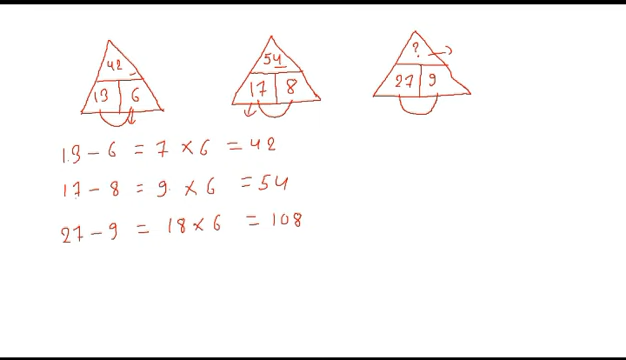 42 54 ?
13 6 17 8 27 9
13 - 6 = 7 × 6 = 42
17 - 8 = 9 × 6 = 54
27 - 9 = 18 × 6 = 108